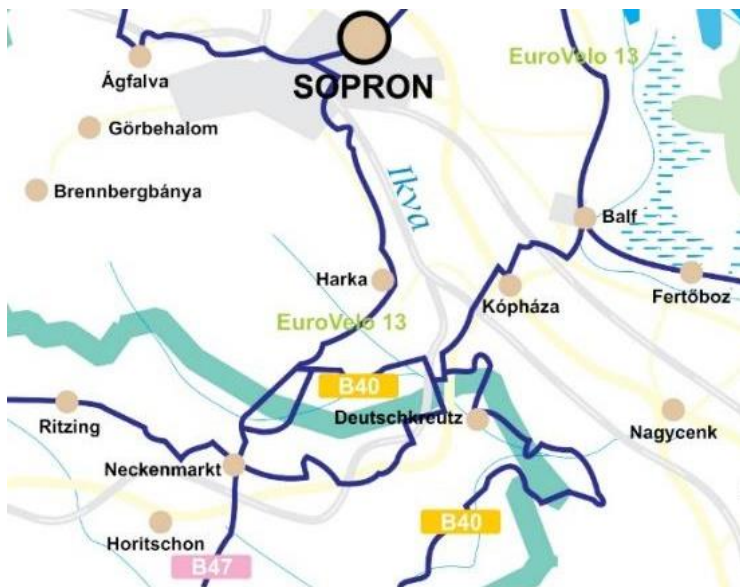 EuroVelo 13
Ágfalva
SOPRON
Görbehalom
Brennbergbánya
Ikva
Balf
Harka
Kópháza
Fertőboz
EuroVelo 13
B40
Ritzing
Deutschkreutz
Nagycenk
Neckenmarkt
B40
Horitschon
B47